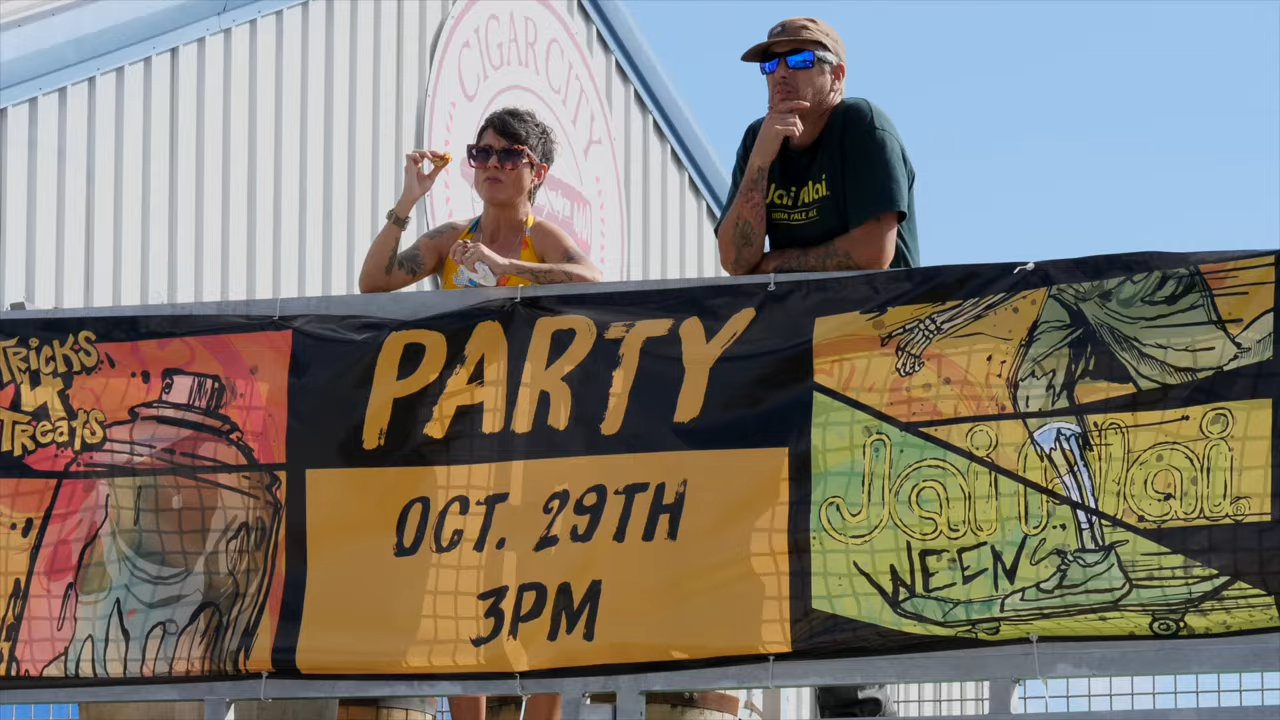 CIGAR CITY
Jai Alai.
INDIA PALE ALE
TRicKS
4
TReaTS
PARTY
OCT. 29TH
3PM
Jai Alai.®
WEEN